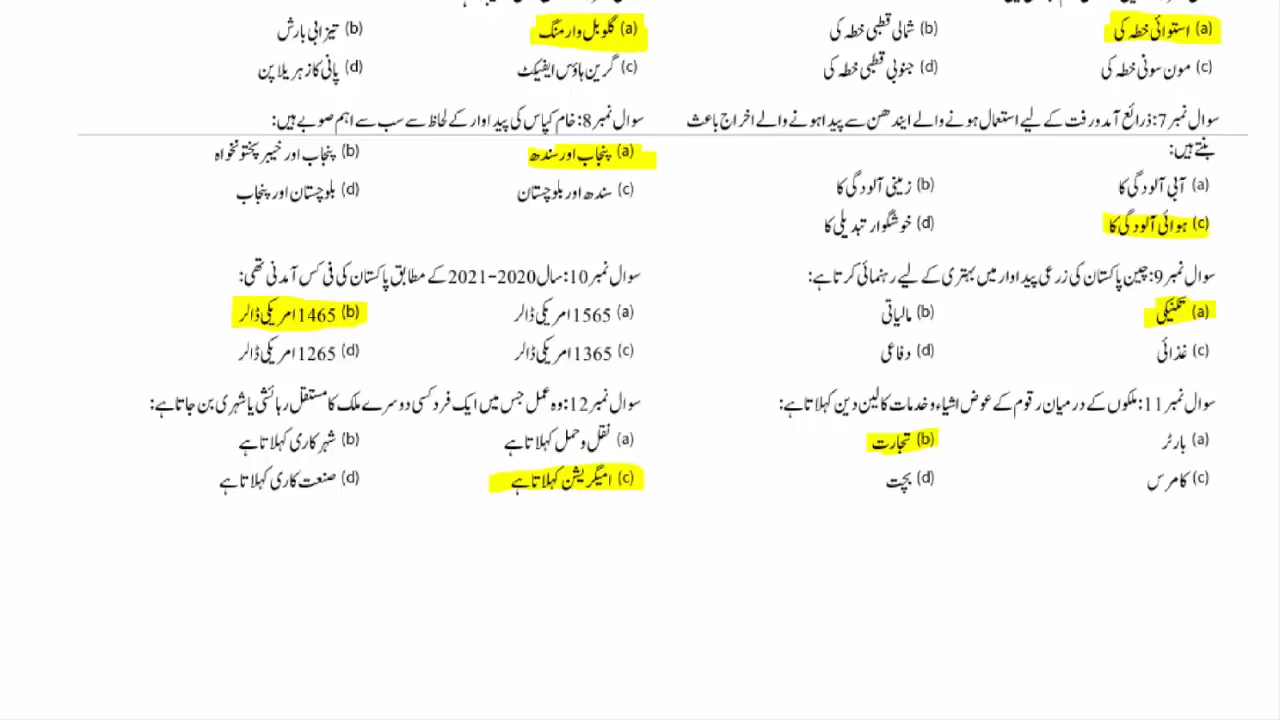 (a) استوائی خطہ کی (b) شمالی قطبی خطہ کی (a) گلوبل وارمنگ (b) تیزابی بارش
(c) مون سونی خطہ کی (d) جنوبی قطبی خطہ کی (c) گرین ہاؤس ایفیکٹ (d) پانی کا زہریلا پن
سوال نمبر 7: ذرائع آمدورفت کے لیے استعمال ہونے والے ایندھن سے پیدا ہونے والے اخراج باعث
بنتے ہیں:
(a) آبی آلودگی کا (b) زمینی آلودگی کا
(c) ہوائی آلودگی کا (d) خوشگوار تبدیلی کا
سوال نمبر 8: خام کپاس کی پیداوار کے لحاظ سے سب سے اہم صوبے ہیں:
(a) پنجاب اور سندھ (b) پنجاب اور خیبر پختونخواہ
(c) سندھ اور بلوچستان (d) بلوچستان اور پنجاب
سوال نمبر 9: چین پاکستان کی زرعی پیداوار میں بہتری کے لیے رہنمائی کرتا ہے:
(a) تکنیکی (b) مالیاتی
(c) غذائی (d) دفاعی
سوال نمبر 10: سال 2020-2021 کے مطابق پاکستان کی فی کس آمدنی تھی:
(a) 1565 امریکی ڈالر (b) 1465 امریکی ڈالر
(c) 1365 امریکی ڈالر (d) 1265 امریکی ڈالر
سوال نمبر 11: ملکوں کے درمیان رقوم کے عوض اشیاء و خدمات کا لین دین کہلاتا ہے:
(a) بارٹر (b) تجارت
(c) کامرس (d) بچت
سوال نمبر 12: وہ عمل جس میں ایک فرد کسی دوسرے ملک کا مستقل رہائشی یا شہری بن جاتا ہے:
(a) نقل و حمل کہلاتا ہے (b) شہرکاری کہلاتا ہے
(c) امیگریشن کہلاتا ہے (d) صنعت کاری کہلاتا ہے